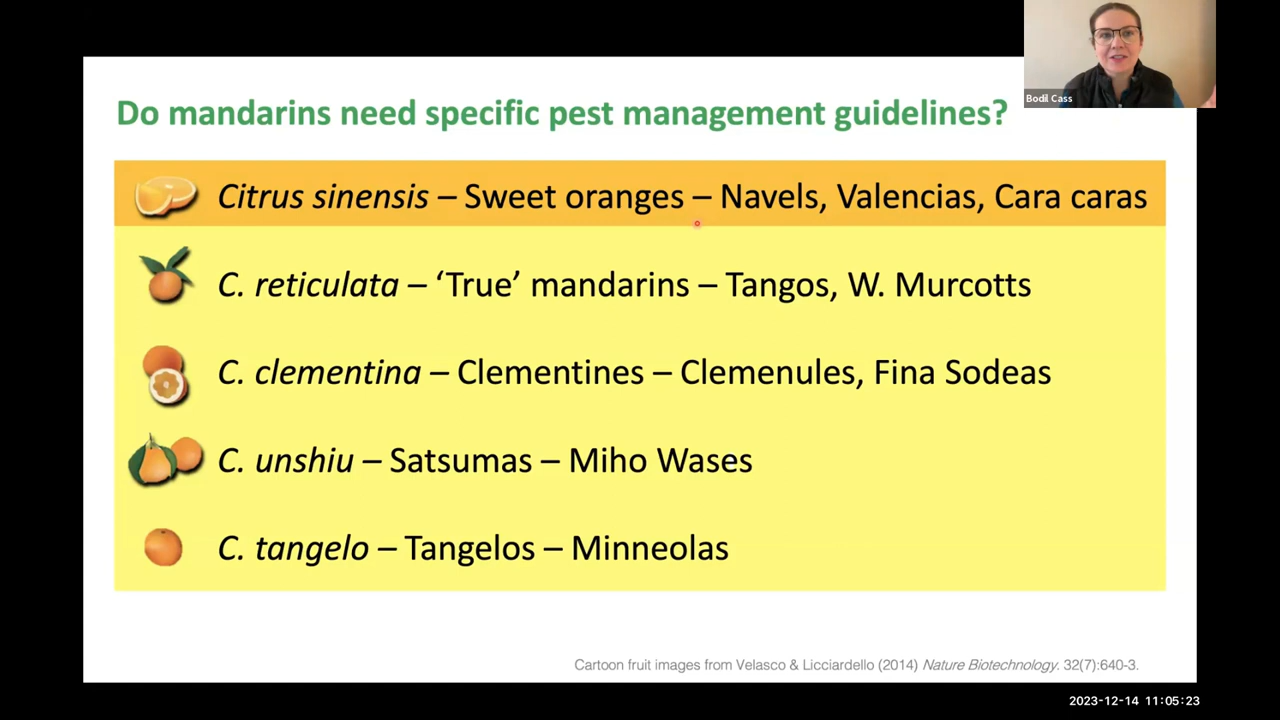 Do mandarins need specific pest management guidelines?
Bodil Cass
Citrus sinensis – Sweet oranges – Navels, Valencias, Cara caras
C. reticulata – ‘True’ mandarins – Tangos, W. Murcotts
C. clementina – Clementines – Clemenules, Fina Sodeas
C. unshiu – Satsumas – Miho Wases
C. tangelo – Tangelos – Minneolas
Cartoon fruit images from Velasco & Licciardello (2014) Nature Biotechnology. 32(7):640-3.
2023-12-14 11:05:23